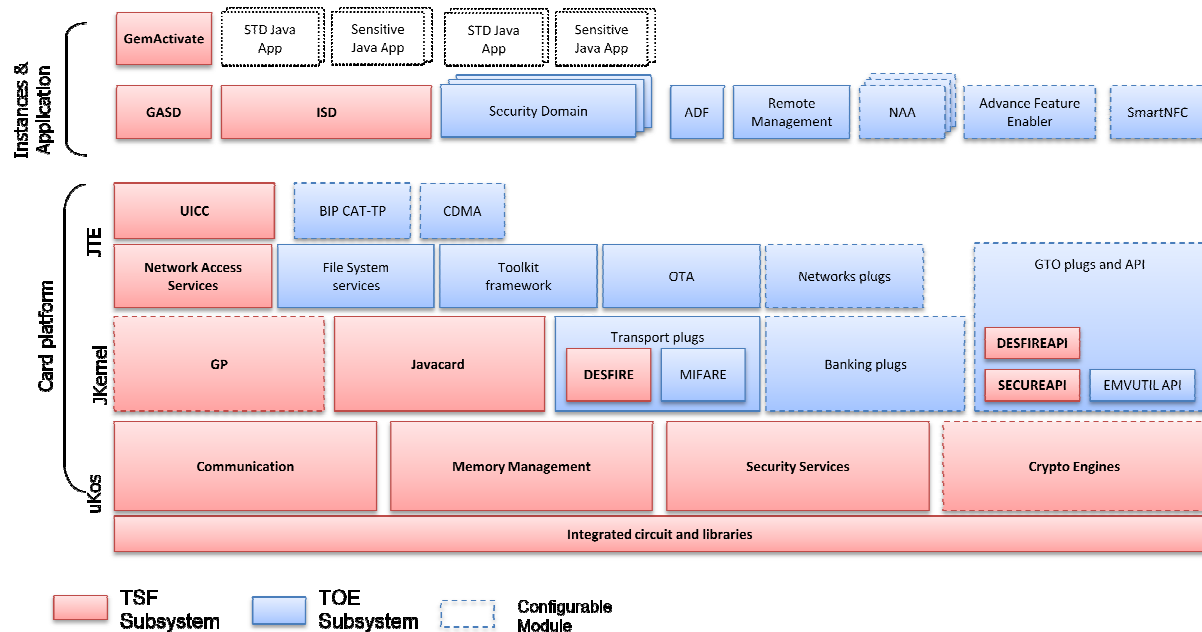 Instances &
Application
GemActivate
STD Java
App
Sensitive
Java App
STD Java
App
Sensitive
Java App
GASD
ISD
Security Domain
ADF
Remote
Management
NAA
Advance Feature
Enabler
SmartNFC
Card platform
JTE
UICC
BIP CAT-TP
CDMA
Network Access
Services
File System
services
Toolkit
framework
OTA
Networks plugs
GTO plugs and API
JKernel
GP
Javacard
Transport plugs
DESFIRE
MIFARE
Banking plugs
DESFIREAPI
SECUREAPI
EMVUTIL API
uKos
Communication
Memory Management
Security Services
Crypto Engines
Integrated circuit and libraries
TSF
Subsystem
TOE
Subsystem
Configurable
Module